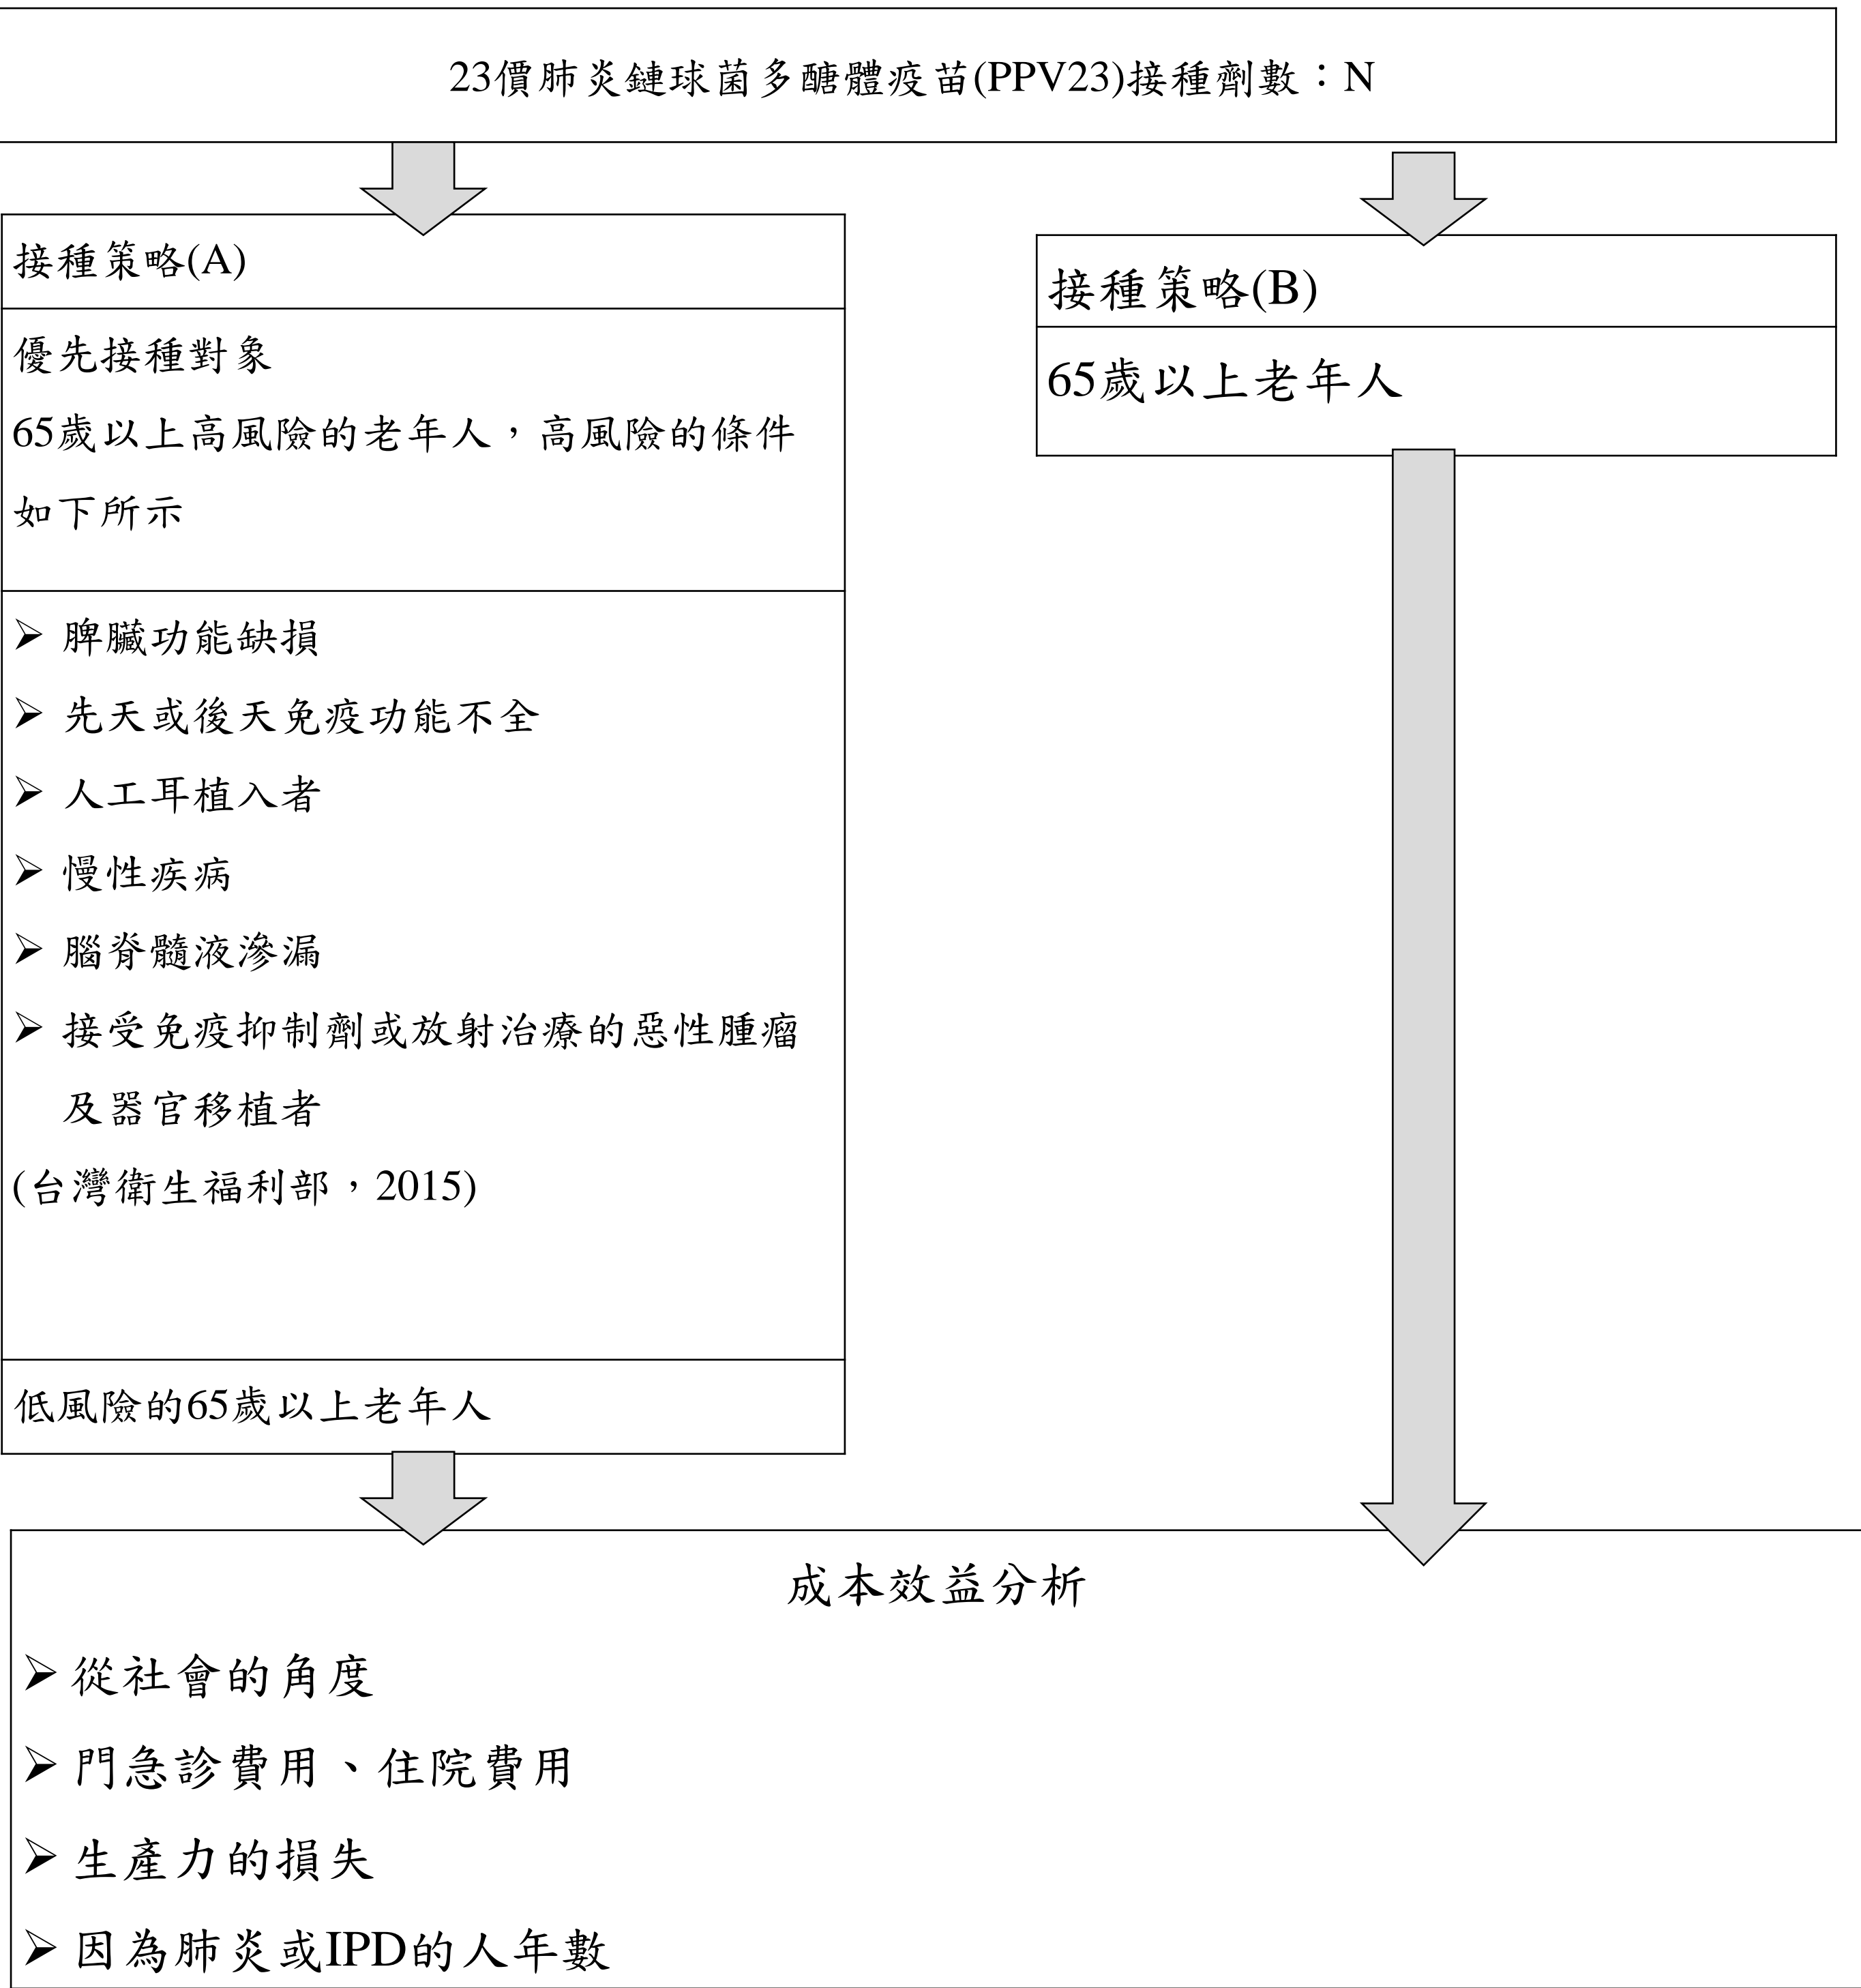 23價肺炎鏈球菌多醣體疫苗(PPV23)接種劑數：N
接種策略(A)
優先接種對象
65歲以上高風險的老年人，高風險的條件
如下所示
➢ 脾臟功能缺損
➢ 先天或後天免疫功能不全
➢ 人工耳植入者
➢ 慢性疾病
➢ 腦脊髓液滲漏
➢ 接受免疫抑制劑或放射治療的惡性腫瘤
及器官移植者
(台灣衛生福利部，2015)
低風險的65歲以上老年人
接種策略(B)
65歲以上老年人
成本效益分析
➢ 從社會的角度
➢ 門急診費用、住院費用
➢ 生產力的損失
➢ 因為肺炎或IPD的人年數